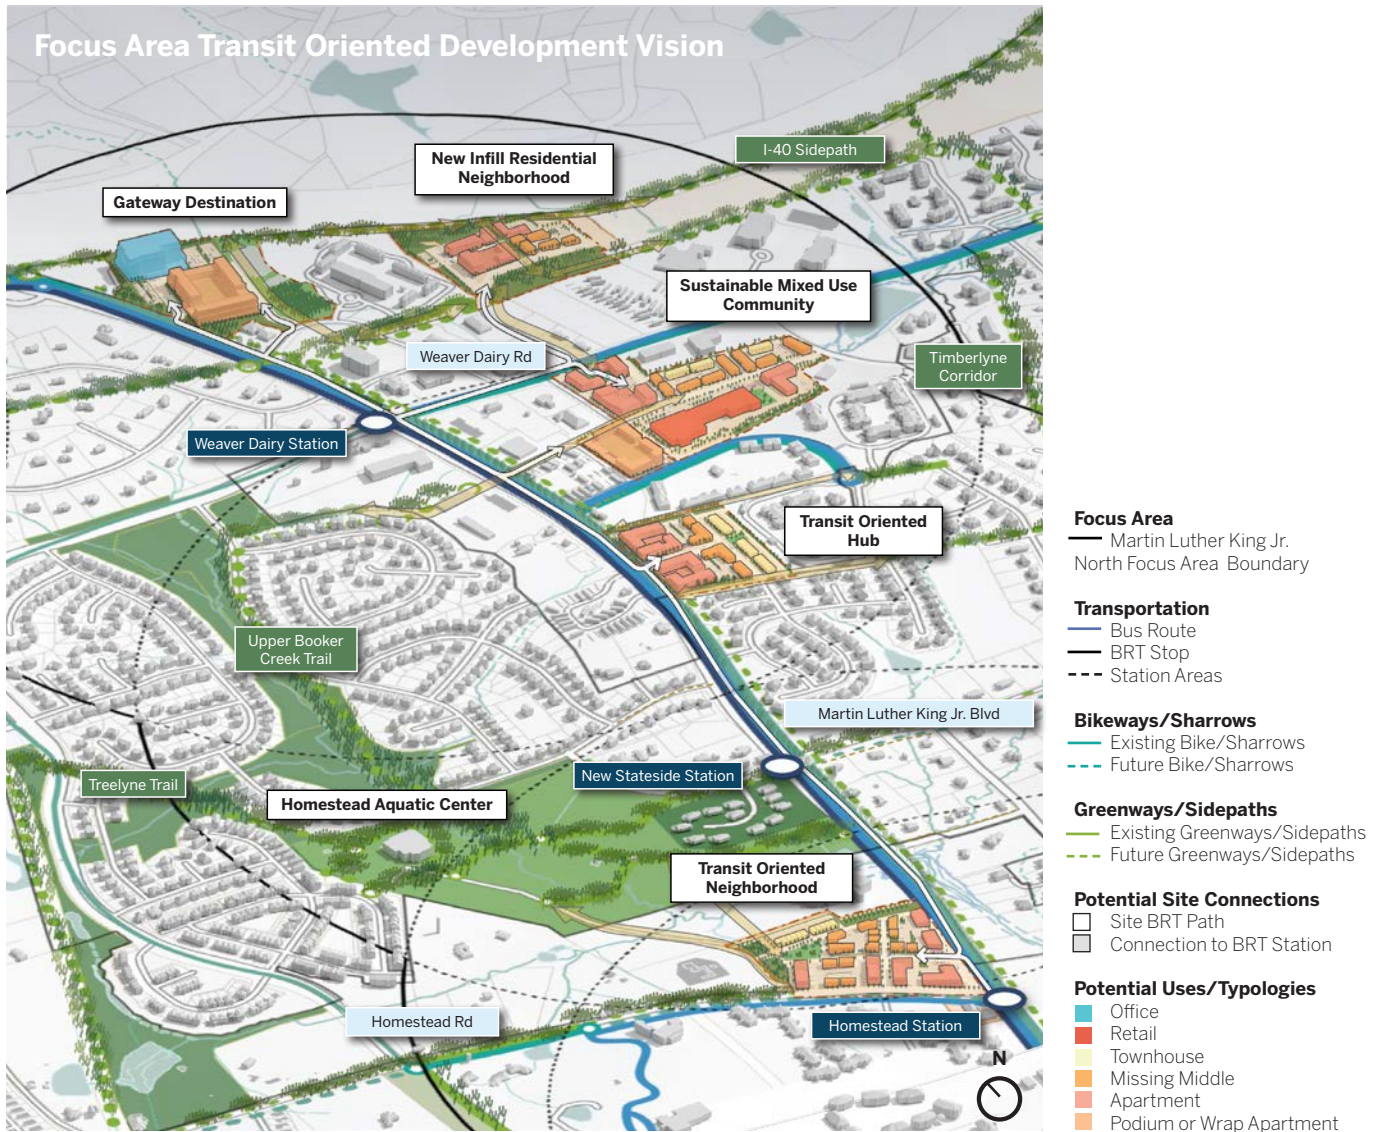 Focus Area Transit Oriented Development Vision
I-40 Sidepath
New Infill Residential
Neighborhood
Gateway Destination
Sustainable Mixed Use
Community
Weaver Dairy Rd
Timberlyne
Corridor
Weaver Dairy Station
Transit Oriented
Hub
Upper Booker
Creek Trail
Martin Luther King Jr. Blvd
New Stateside Station
Treelyne Trail
Homestead Aquatic Center
Transit Oriented
Neighborhood
Homestead Rd
Homestead Station
N
Focus Area
Martin Luther King Jr.
North Focus Area Boundary
Transportation
Bus Route
BRT Stop
Station Areas
Bikeways/Sharrows
Existing Bike/Sharrows
Future Bike/Sharrows
Greenways/Sidepaths
Existing Greenways/Sidepaths
Future Greenways/Sidepaths
Potential Site Connections
Site BRT Path
Connection to BRT Station
Potential Uses/Typologies
Office
Retail
Townhouse
Missing Middle
Apartment
Podium or Wrap Apartment